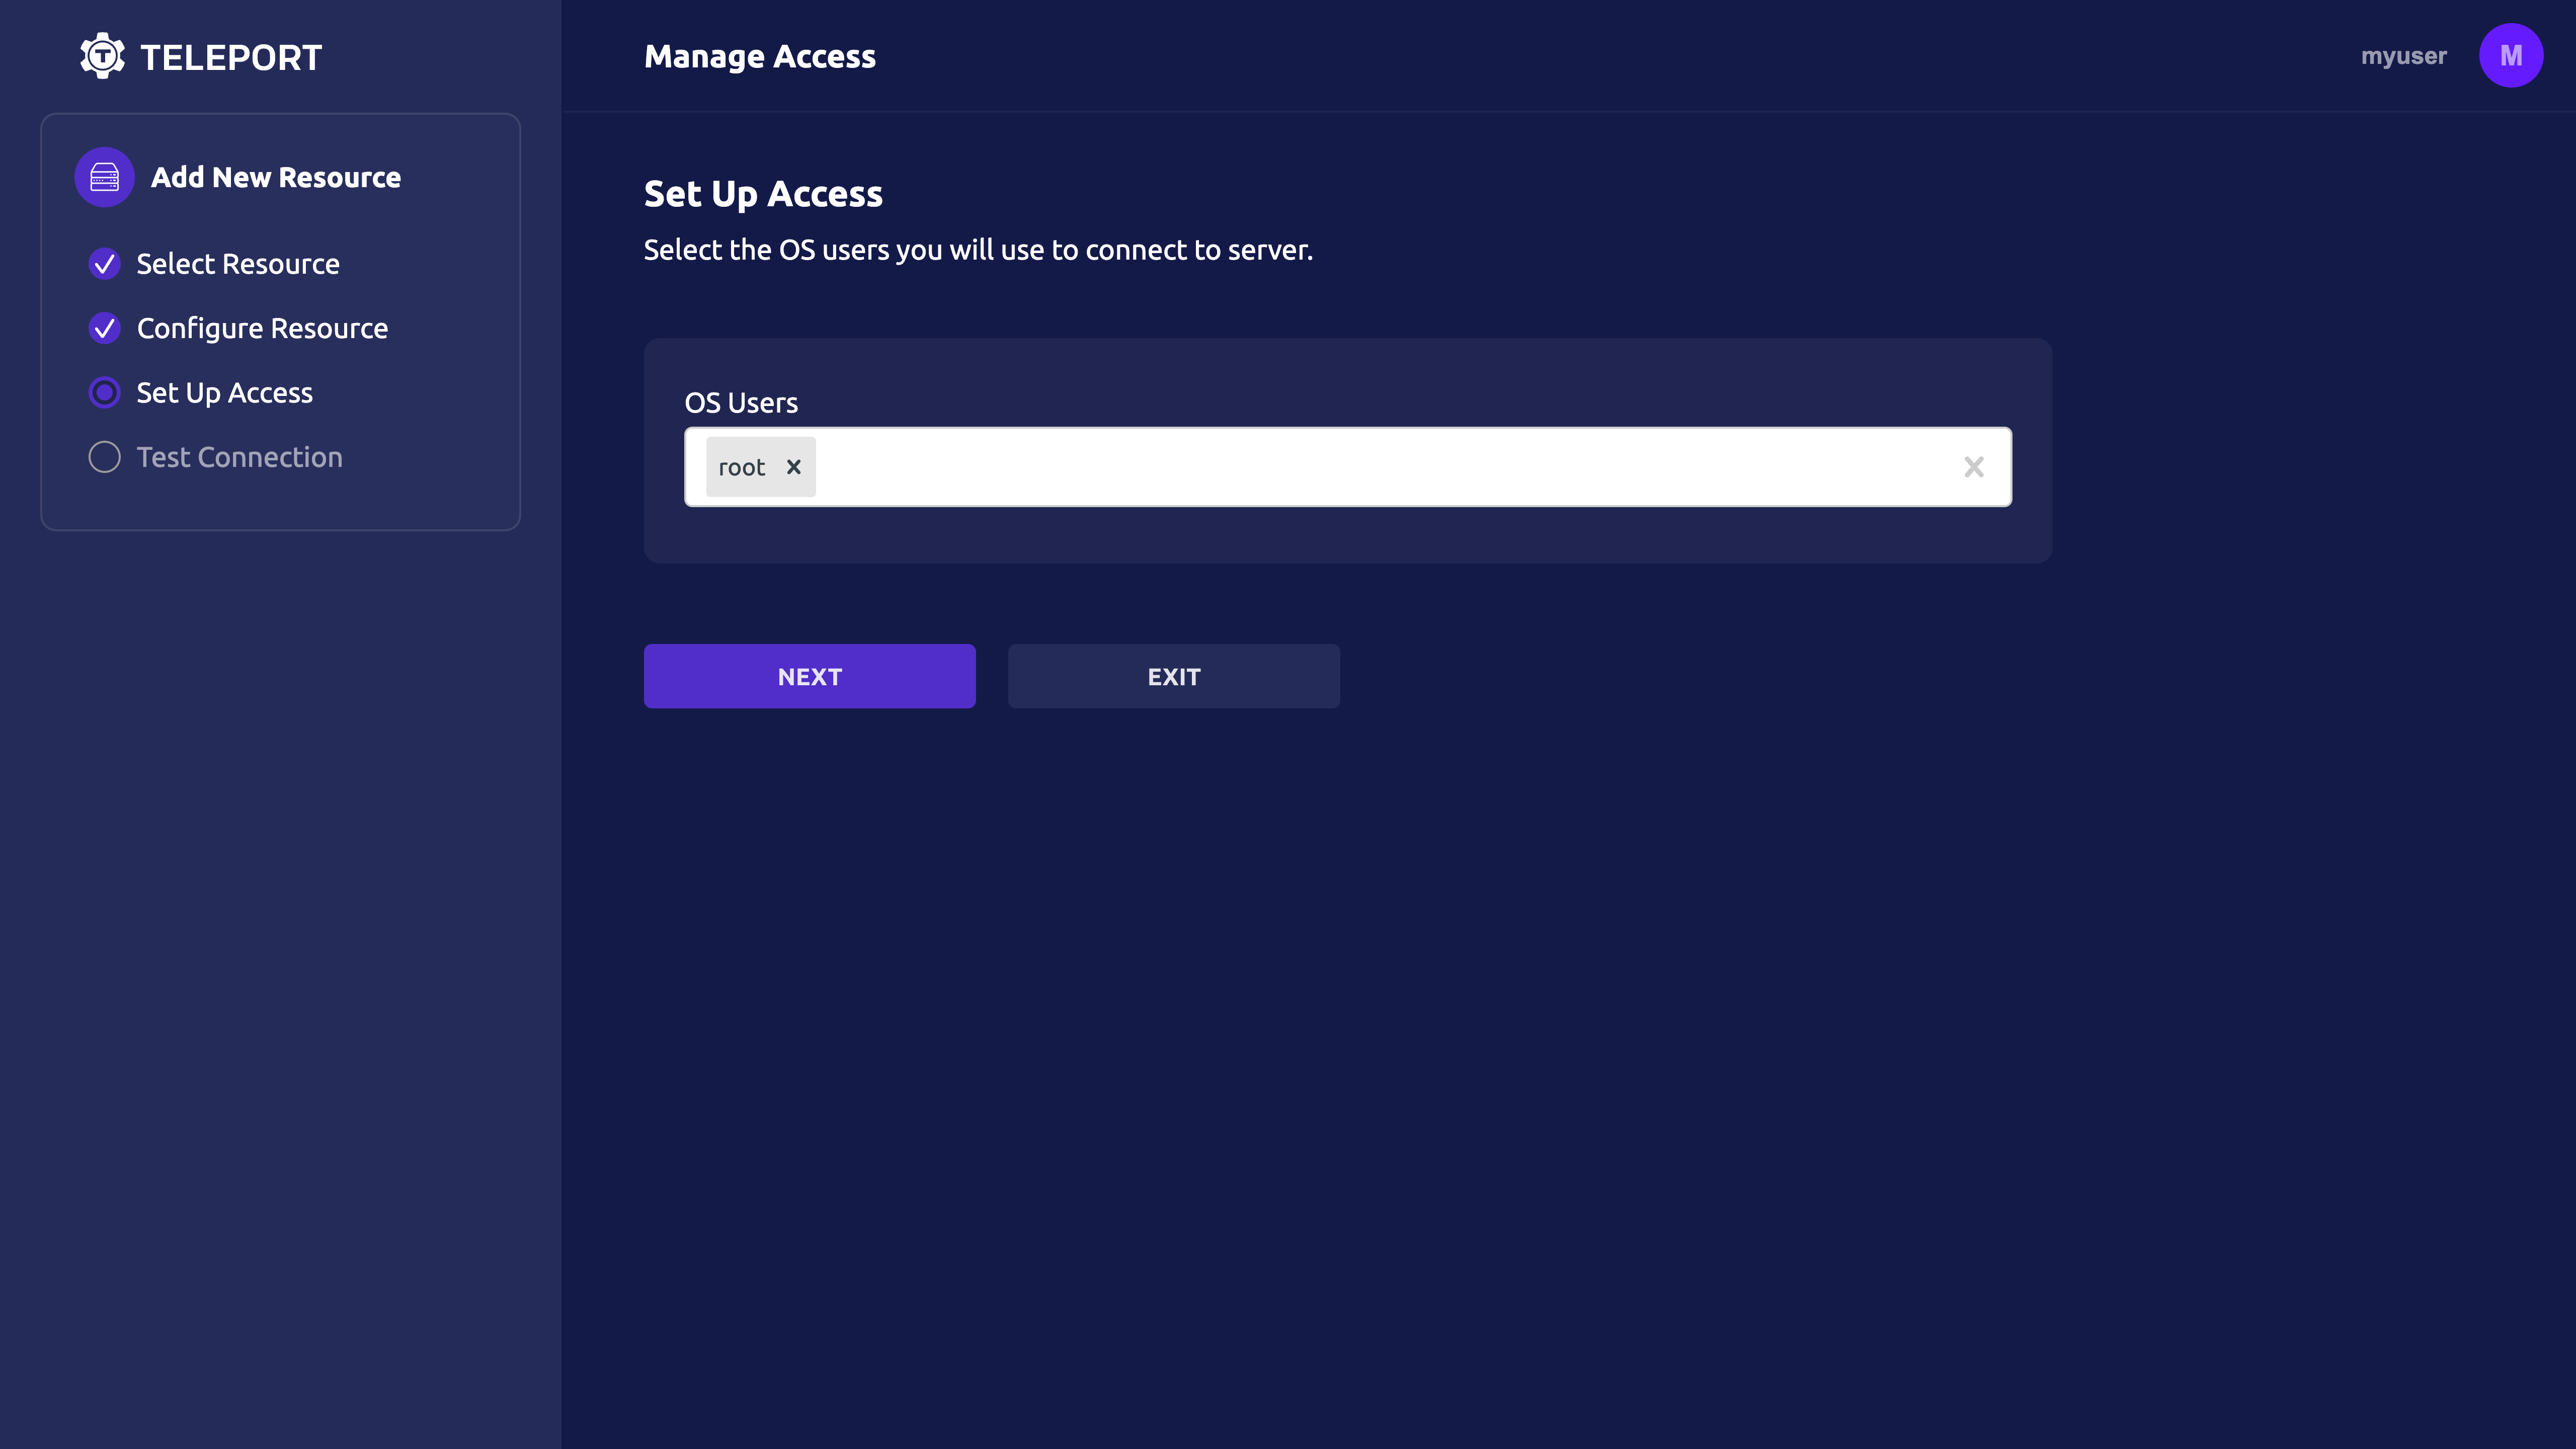 TELEPORT
Add New Resource
Select Resource
Configure Resource
Set Up Access
Test Connection
Manage Access
myuser
M
Set Up Access
Select the OS users you will use to connect to server.
OS Users
root
NEXT
EXIT